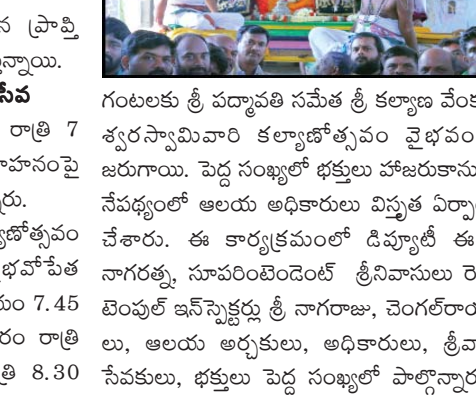 న ప్రాప్తి
న్నాయి.
సేవ
రాత్రి 7
హనంపై
రు.
ణోత్సవం
భవోపేత
యం 7.45
రం రాత్రి
త్రి 8.30
గంటలకు శ్రీ పద్మావతి సమేత శ్రీ కల్యాణ వేంక
శ్వరస్వామివారి కల్యాణోత్సవం వైభవం
జరుగాయి. పెద్ద సంఖ్యలో భక్తులు హాజరుకాను
నేపథ్యంలో ఆలయ అధికారులు విస్తృత ఏర్పా
చేశారు. ఈ కార్యక్రమంలో డిప్యూటీ ఈ
నాగరత్న, సూపరింటెండెంట్ శ్రీనివాసులు రె
టెంపుల్ ఇన్‌స్పెక్టర్లు శ్రీ నాగరాజు, చెంగల్‌రా
లు, ఆలయ అర్చకులు, అధికారులు, శ్రీవా
సేవకులు, భక్తులు పెద్ద సంఖ్యలో పాల్గొన్నార